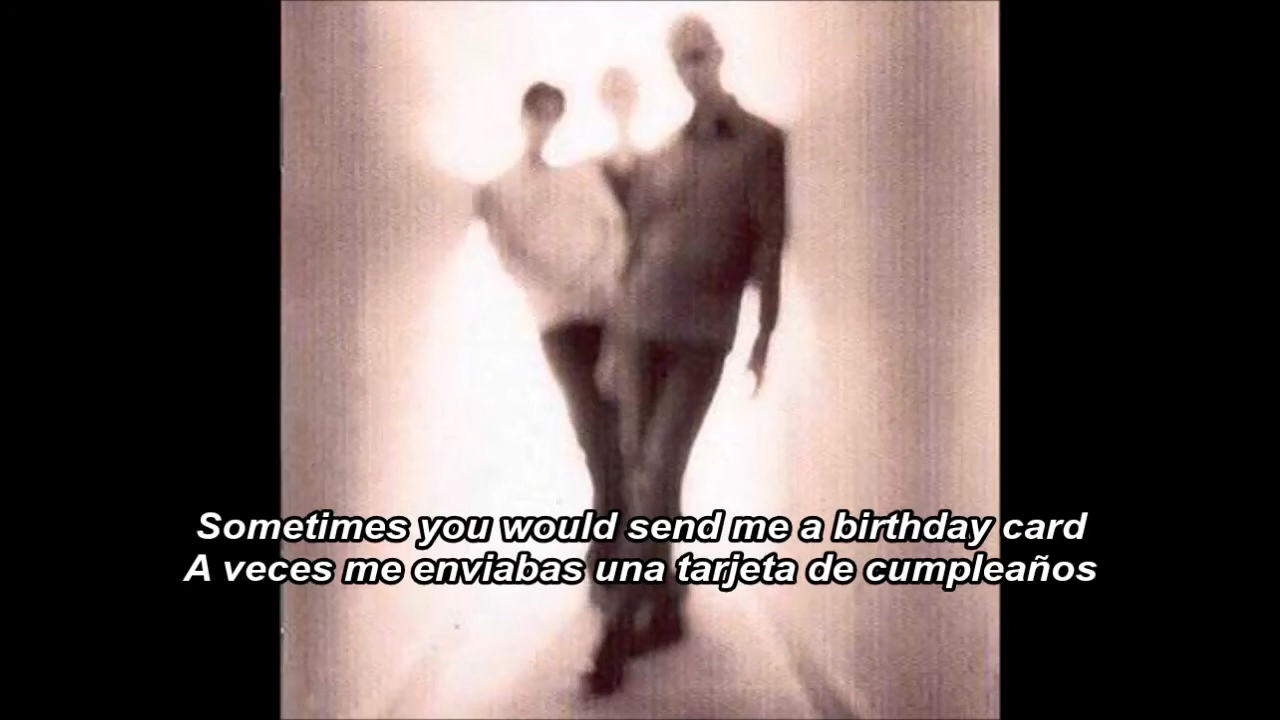 Sometimes you would send me a birthday card
A veces me enviabas una tarjeta de cumpleaños